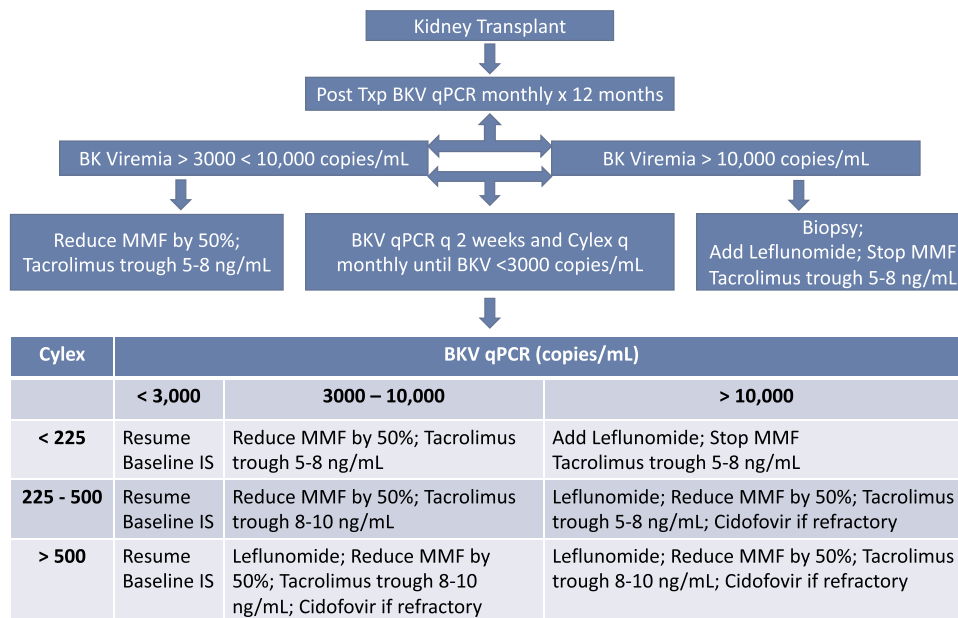 Kidney Transplant
Post Txp BKV qPCR monthly x 12 months
BK Viremia > 3000 < 10,000 copies/mL
BK Viremia > 10,000 copies/mL
Reduce MMF by 50%;
Tacrolimus trough 5-8 ng/mL
BKV qPCR q 2 weeks and Cylex q
monthly until BKV <3000 copies/mL
Biopsy;
Add Leflunomide; Stop MMF
Tacrolimus trough 5-8 ng/mL
Cylex
BKV qPCR (copies/mL)
< 3,000
3000 – 10,000
> 10,000
< 225
Resume
Baseline IS
Reduce MMF by 50%; Tacrolimus
trough 5-8 ng/mL
Add Leflunomide; Stop MMF
Tacrolimus trough 5-8 ng/mL
225 - 500
Resume
Baseline IS
Reduce MMF by 50%; Tacrolimus
trough 8-10 ng/mL
Leflunomide; Reduce MMF by 50%; Tacrolimus
trough 5-8 ng/mL; Cidofovir if refractory
> 500
Resume
Baseline IS
Leflunomide; Reduce MMF by
50%; Tacrolimus trough 8-10
ng/mL; Cidofovir if refractory
Leflunomide; Reduce MMF by 50%; Tacrolimus
trough 8-10 ng/mL; Cidofovir if refractory